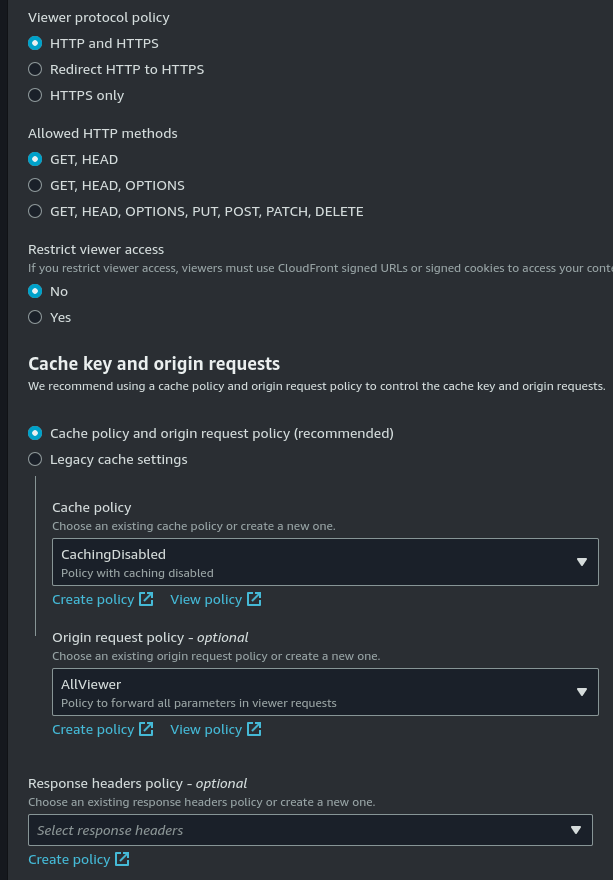 Viewer protocol policy
HTTP and HTTPS
Redirect HTTP to HTTPS
HTTPS only
Allowed HTTP methods
GET, HEAD
GET, HEAD, OPTIONS
GET, HEAD, OPTIONS, PUT, POST, PATCH, DELETE
Restrict viewer access
If you restrict viewer access, viewers must use CloudFront signed URLs or signed cookies to access your
No
Yes
Cache key and origin requests
We recommend using a cache policy and origin request policy to control the cache key and origin requests.
Cache policy and origin request policy (recommended)
Legacy cache settings
Cache policy
Choose an existing cache policy or create a new one.
CachingDisabled
Policy with caching disabled
Create policy View policy
Origin request policy - optional
Choose an existing origin request policy or create a new one.
AllViewer
Policy to forward all parameters in viewer requests
Create policy View policy
Response headers policy - optional
Choose an existing response headers policy or create a new one.
Select response headers
Create policy